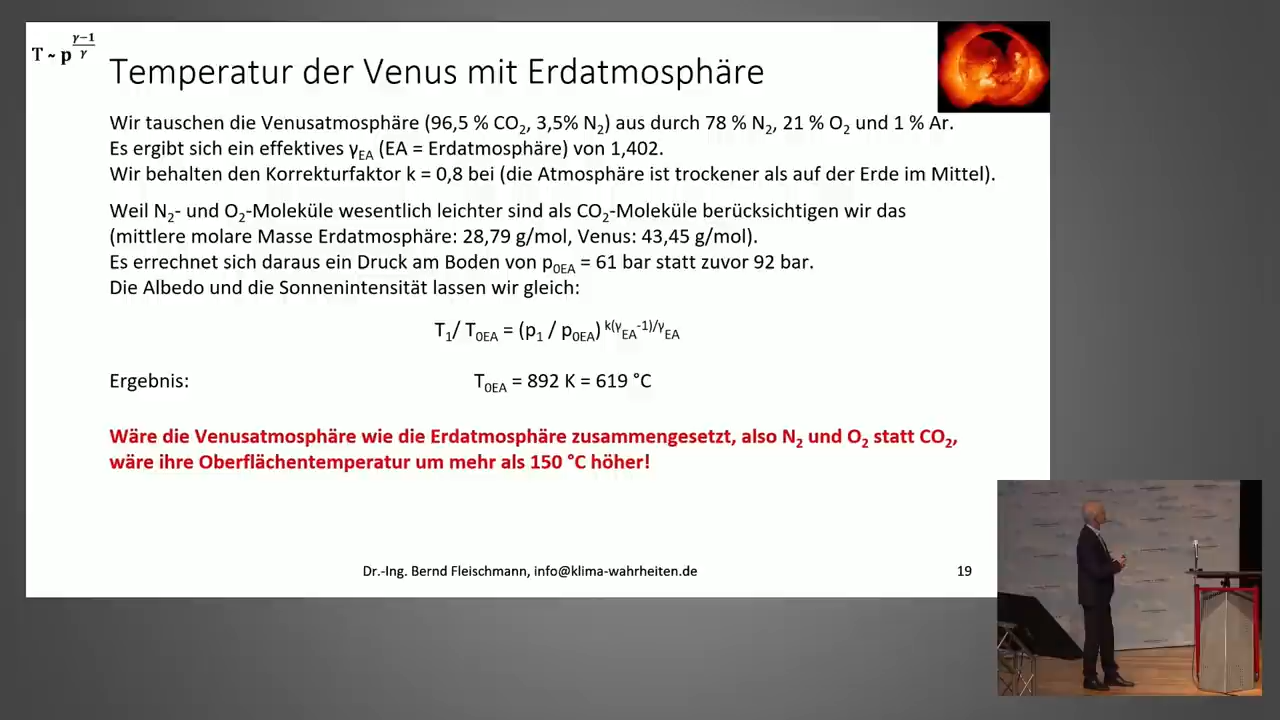 T ~ p^(γ−1)/γ
Temperatur der Venus mit Erdatmosphäre
Wir tauschen die Venusatmosphäre (96,5 % CO₂, 3,5% N₂) aus durch 78 % N₂, 21 % O₂ und 1 % Ar.
Es ergibt sich ein effektives γEA (EA = Erdatmosphäre) von 1,402.
Wir behalten den Korrekturfaktor k = 0,8 bei (die Atmosphäre ist trockener als auf der Erde im Mittel).
Weil N₂- und O₂-Moleküle wesentlich leichter sind als CO₂-Moleküle berücksichtigen wir das
(mittlere molare Masse Erdatmosphäre: 28,79 g/mol, Venus: 43,45 g/mol).
Es errechnet sich daraus ein Druck am Boden von p0EA = 61 bar statt zuvor 92 bar.
Die Albedo und die Sonnenintensität lassen wir gleich:
T₁/ T0EA = (p₁ / p0EA) k(γEA-1)/γEA
Ergebnis: T0EA = 892 K = 619 °C
Wäre die Venusatmosphäre wie die Erdatmosphäre zusammengesetzt, also N₂ und O₂ statt CO₂,
wäre ihre Oberflächentemperatur um mehr als 150 °C höher!
Dr.-Ing. Bernd Fleischmann, info@klima-wahrheiten.de
19